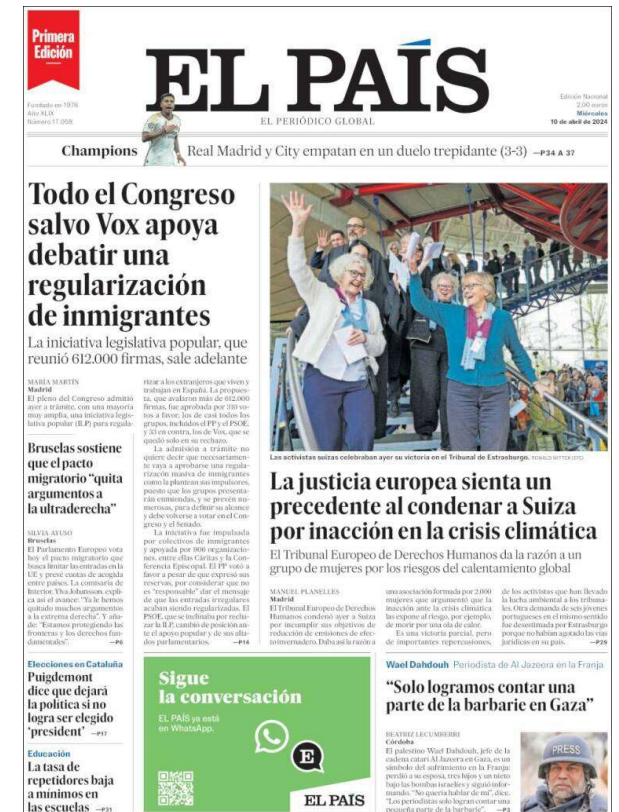 Primera
Edición
EL PAÍS
EL PERIÓDICO GLOBAL
Fundado en 1976
Año XLIX
Número 17.058
Edición Nacional
2,00 euros
Miércoles
10 de abril de 2024
Champions Real Madrid y City empatan en un duelo trepidante (3-3) —P34 A 37
Todo el Congreso
salvo Vox apoya
debatir una
regularización
de inmigrantes
La iniciativa legislativa popular, que
reunió 612.000 firmas, sale adelante
MARÍA MARTÍN
Madrid
El pleno del Congreso admitió
ayer a trámite, con una mayoría
muy amplia, una iniciativa legis-
lativa popular (ILP) para regula-
rizar a los extranjeros que viven y
trabajan en España. La propues-
ta, que avalaron más de 612.000
firmas, fue aprobada por 310 vo-
tos a favor, los de casi todos los
grupos, incluidos el PP y el PSOE,
y 33 en contra, los de Vox, que se
quedó solo en su rechazo.
La admisión a trámite no
quiere decir que necesariamen-
te vaya a aprobarse una regula-
rización masiva de inmigrantes
como la plantean sus impulsores,
puesto que los grupos presenta-
rán enmiendas, y se prevén nu-
merosas, para definir su alcance
y debe volverse a votar en el Con-
greso y el Senado.
La iniciativa fue impulsada
por colectivos de inmigrantes
y apoyada por 900 organizacio-
nes, entre ellas Cáritas y la Con-
ferencia Episcopal. El PP votó a
favor a pesar de que expresó sus
reservas, por considerar que no
es “responsable” dar el mensaje
de que las entradas irregulares
acaban siendo regularizadas. El
PSOE, que se inclinaba por recha-
zar la ILP, cambió de posición an-
te el apoyo popular y de sus alia-
dos parlamentarios. —P14
Bruselas sostiene
que el pacto
migratorio “quita
argumentos a
la ultraderecha”
SILVIA AYUSO
Bruselas
El Parlamento Europeo vota
hoy el pacto migratorio que
busca limitar las entradas en la
UE y prevé cuotas de acogida
entre países. La comisaria de
Interior, Ylva Johansson, expli-
ca así el avance: “Ya le hemos
quitado muchos argumentos
a la extrema derecha”. Y aña-
de: “Estamos protegiendo las
fronteras y los derechos fun-
damentales”. —P6
Las activistas suizas celebraban ayer su victoria en el Tribunal de Estrasburgo.
La justicia europea sienta un
precedente al condenar a Suiza
por inacción en la crisis climática
El Tribunal Europeo de Derechos Humanos da la razón a un
grupo de mujeres por los riesgos del calentamiento global
MANUEL PLANELLES
Madrid
El Tribunal Europeo de Derechos
Humanos condenó ayer a Suiza
por incumplir sus objetivos de
reducción de emisiones de efec-
to invernadero. Daba así la razón a
una asociación formada por 2.000
mujeres que argumentó que la
inacción ante la crisis climática
las expone al riesgo, por ejemplo,
de morir por una ola de calor.
Es una victoria parcial, pero
de importantes repercusiones,
de los activistas que han llevado
la lucha ambiental a los tribuna-
les. Otra demanda de seis jóvenes
portugueses en el mismo sentido
fue desestimada por Estrasburgo
porque no habían agotado las vías
jurídicas en su país. —P29
Elecciones en Cataluña
Puigdemont
dice que dejará
la política si no
logra ser elegido
‘president’ —P17
Educación
La tasa de
repetidores baja
a mínimos en
las escuelas —P31
Sigue
la conversación
EL PAÍS ya está
en WhatsApp.
E
EL PAÍS
Wael Dahdouh Periodista de Al Jazeera en la Franja
“Solo logramos contar una
parte de la barbarie en Gaza”
BEATRIZ LECUMBERRI
Córdoba
El palestino Wael Dahdouh, jefe de la
cadena catarí Al Jazeera en Gaza, es un
símbolo del sufrimiento en la Franja:
perdió a su esposa, tres hijos y un nieto
bajo las bombas israelíes y siguió infor-
mando. “No quería hablar de mí”, dice.
“Los periodistas solo logran contar una
pequeña parte de la barbarie”. —P3
PRESS